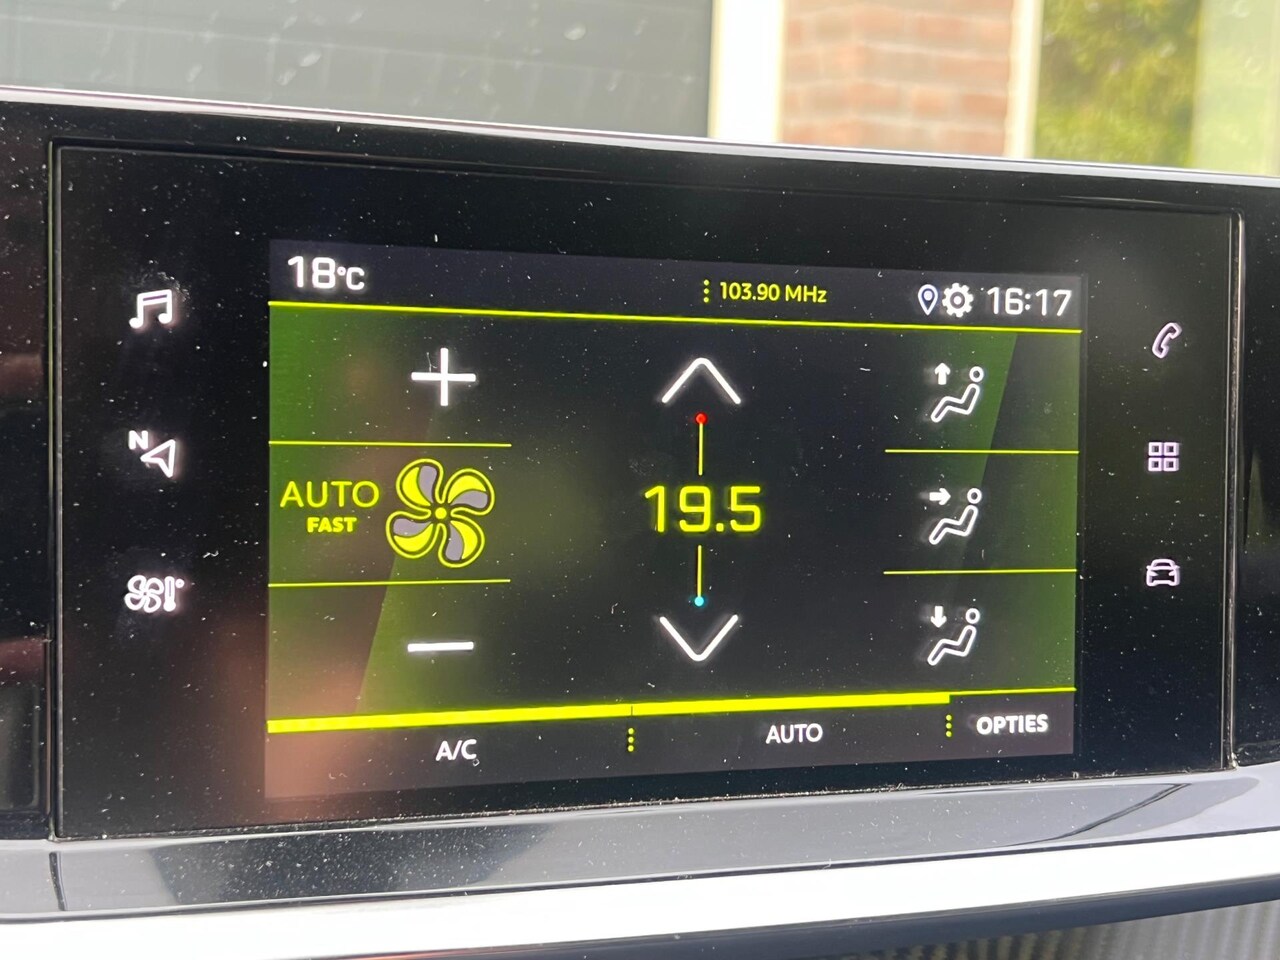 18°C
103.90 MHz
16:17
N
AUTO
FAST
19.5
A/C
AUTO
OPTIES